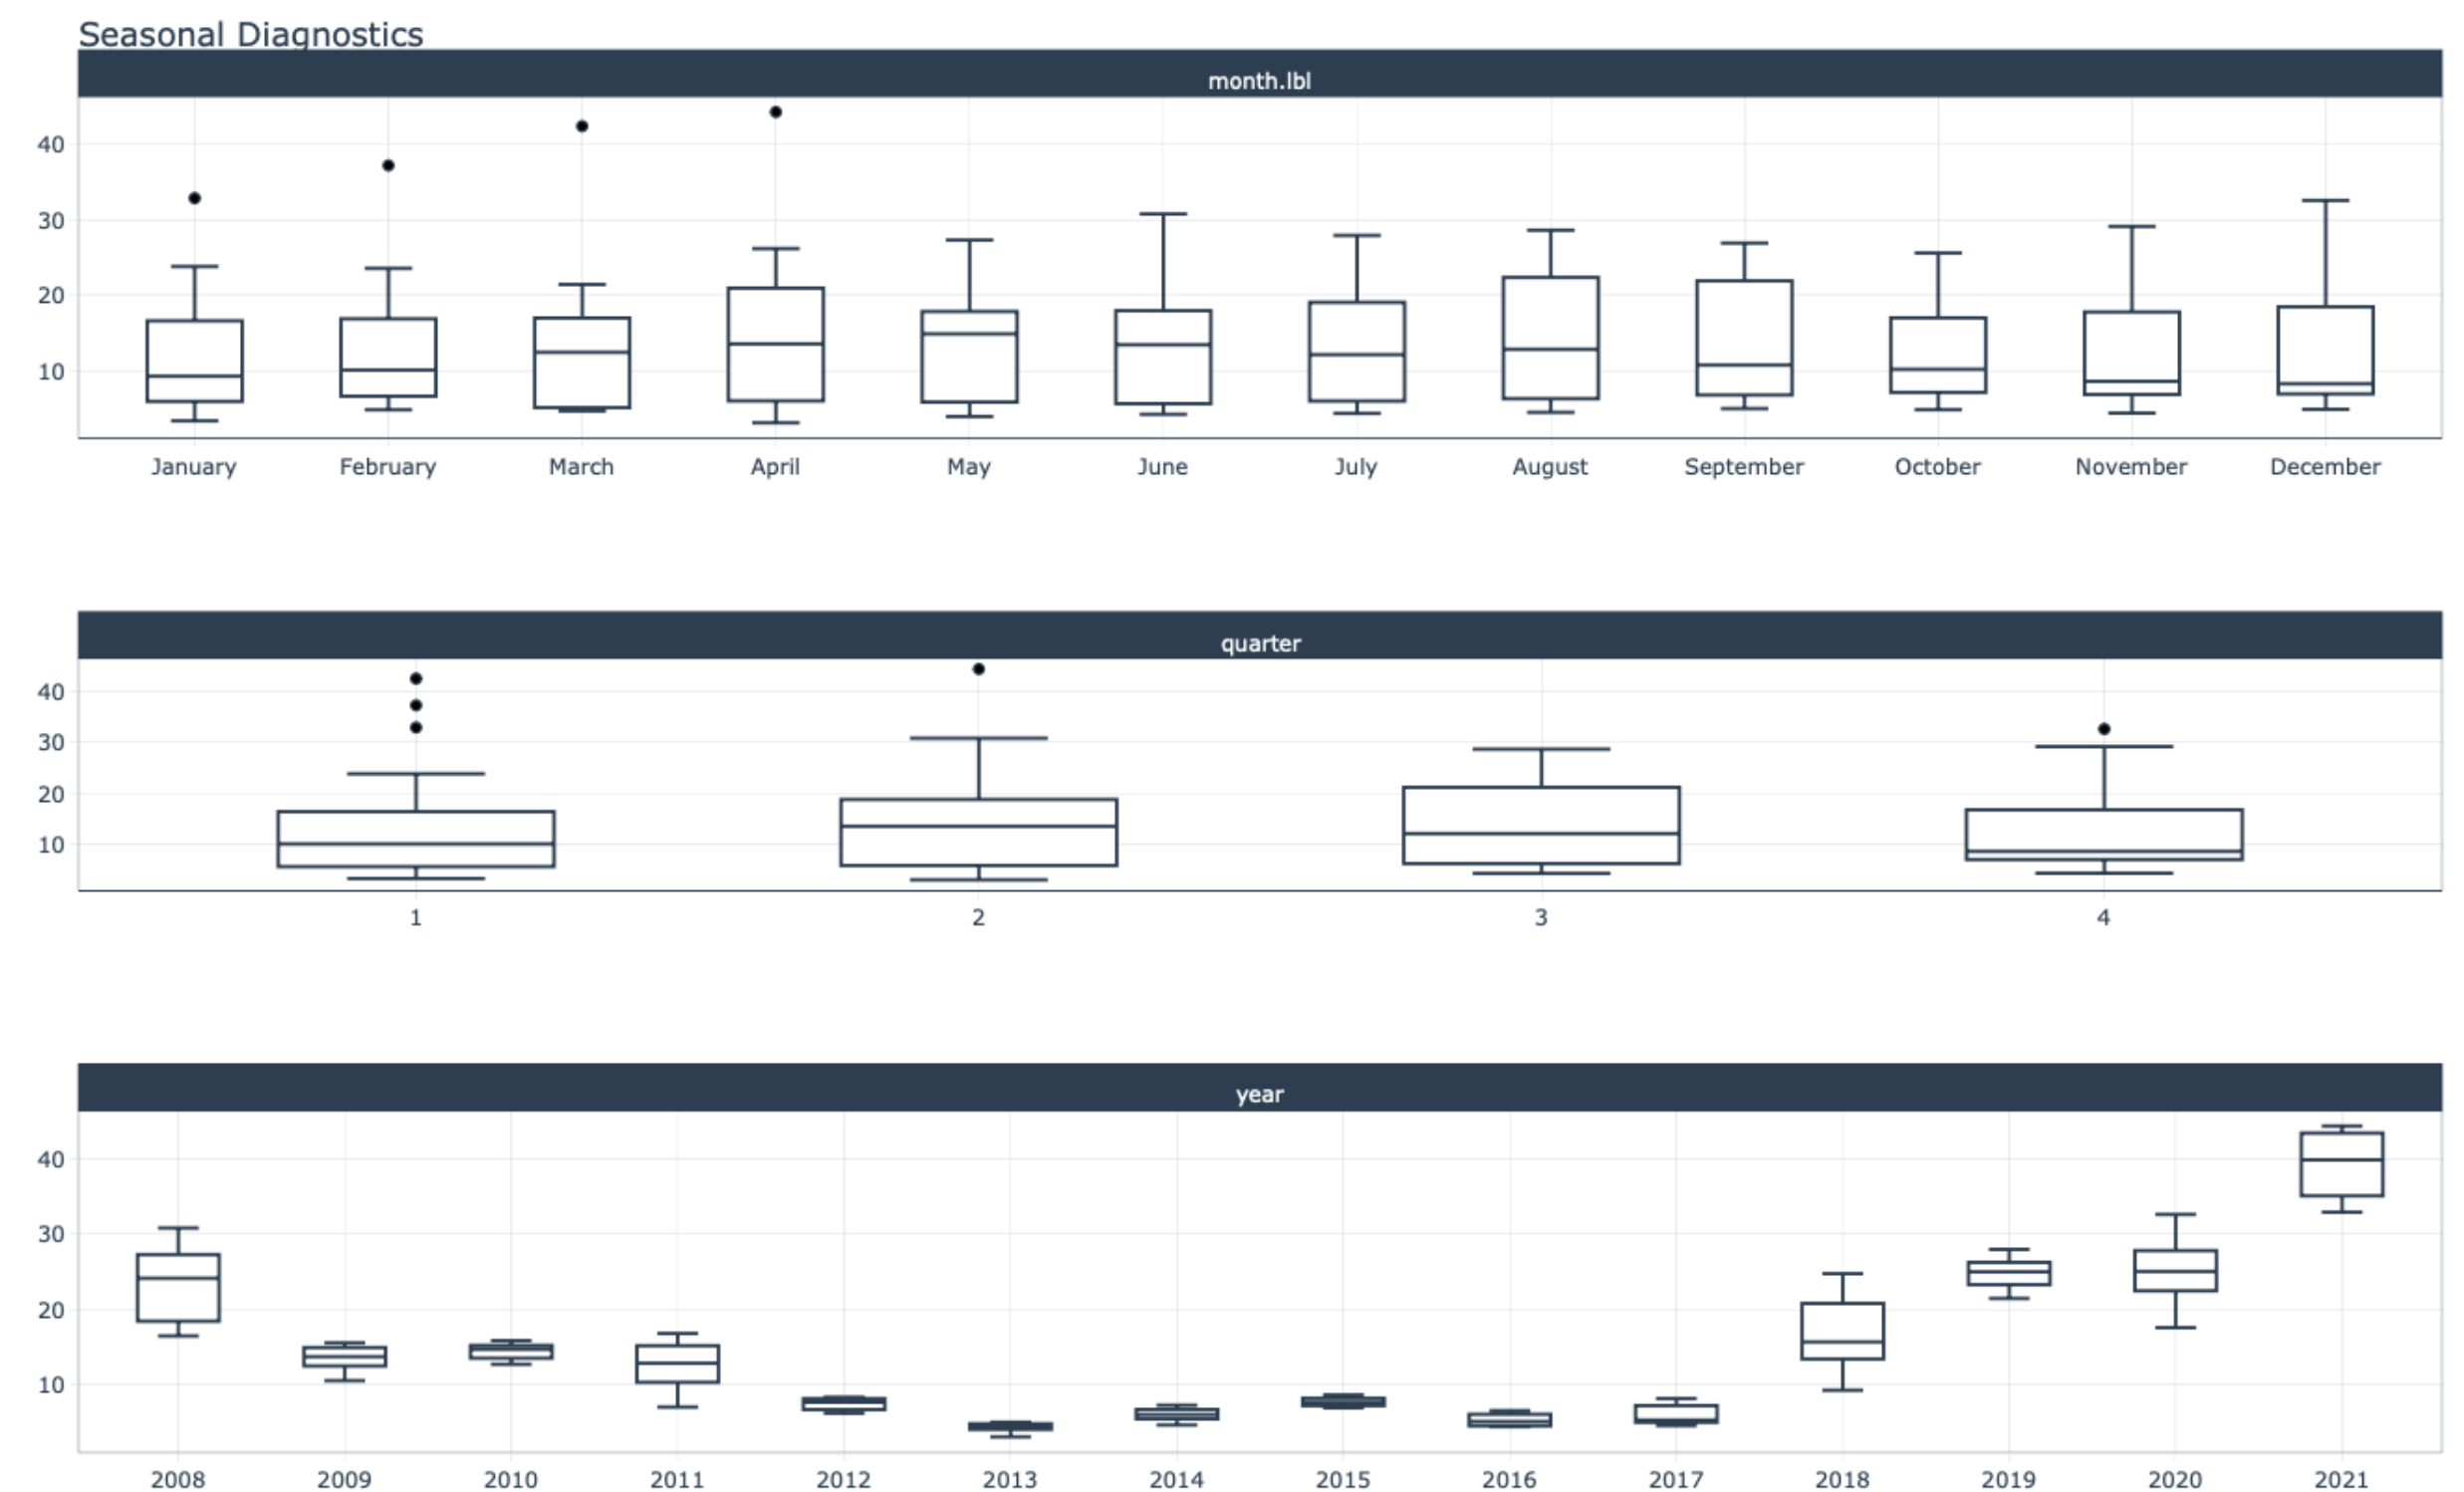 Seasonal Diagnostics
month.lbl
40
30
20
10
January February March April May June July August September October November December
quarter
40
30
20
10
1 2 3 4
year
40
30
20
10
2008 2009 2010 2011 2012 2013 2014 2015 2016 2017 2018 2019 2020 2021